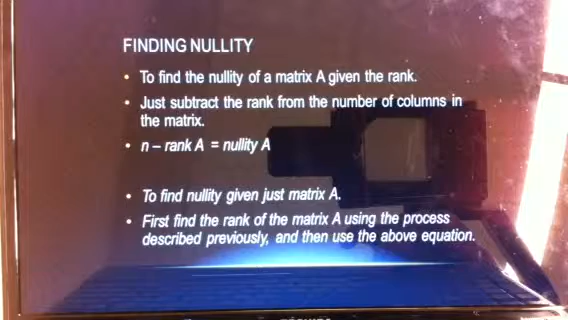 FINDING NULLITY
• To find the nullity of a matrix A given the rank.
• Just subtract the rank from the number of columns in
the matrix.
• n – rank A = nullity A
• To find nullity given just matrix A.
• First find the rank of the matrix A using the process
described previously, and then use the above equation.